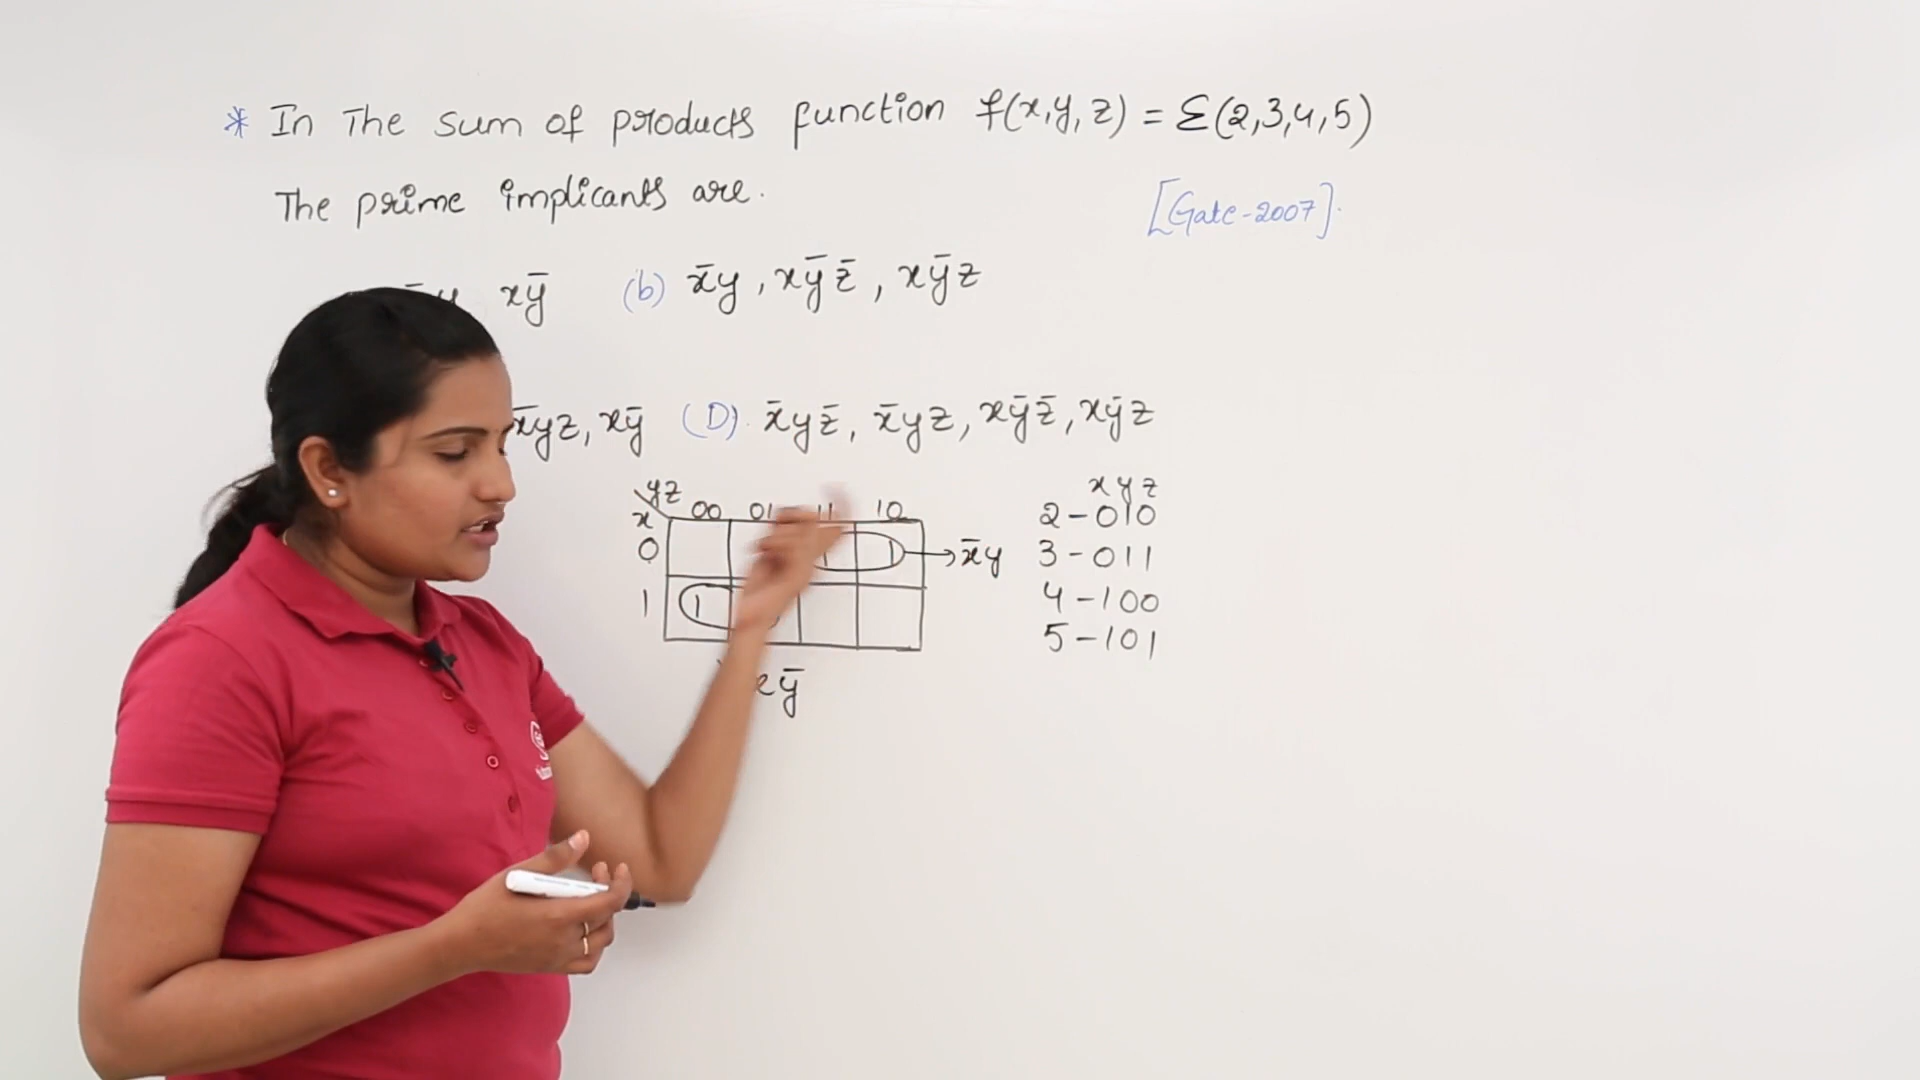 * In The sum of products function f(x,y,z) = Σ(2,3,4,5)
The prime implicants are.
[Gate-2007].
xȳ (b) x̄y, xȳz̄, xȳz
x̄yz, xȳ (D). x̄yz̄, x̄yz, xȳz̄, xȳz
yz 00 01 11 10
x
0 1 1 → x̄y
1 1
xȳ
x y z
2 - 010
3 - 011
4 - 100
5 - 101